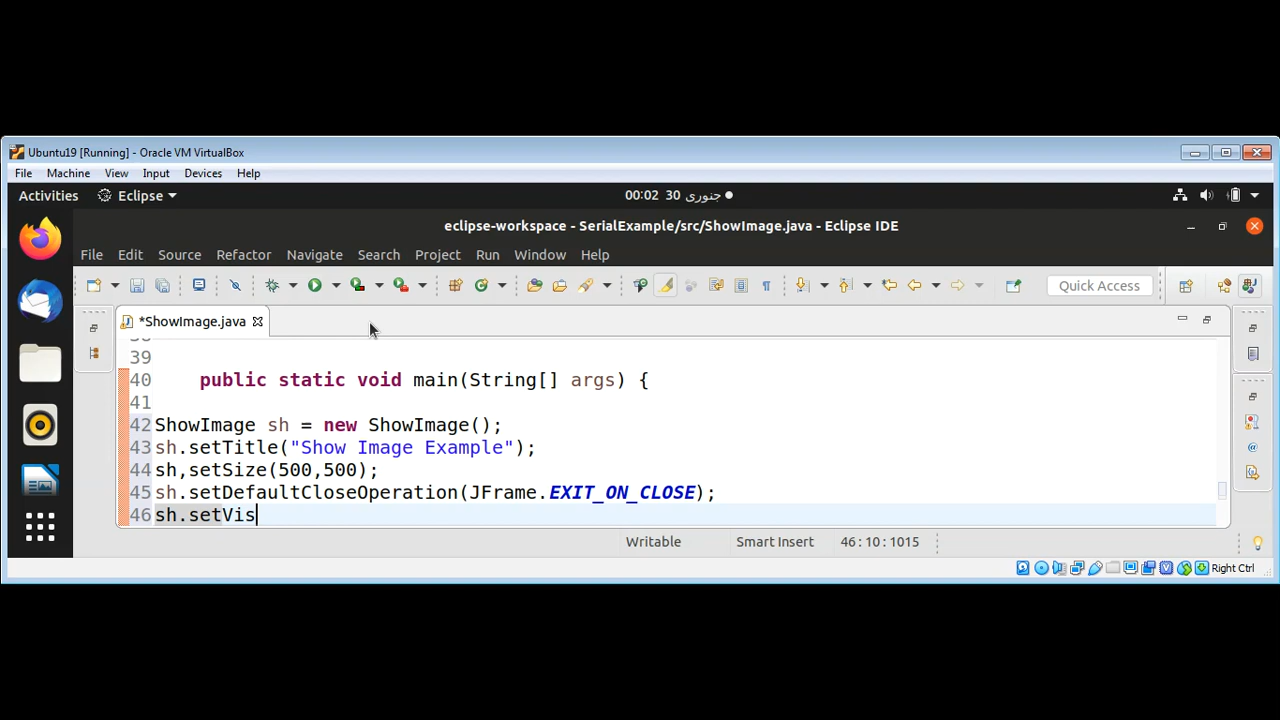 Ubuntu19 [Running] - Oracle VM VirtualBox
File Machine View Input Devices Help
Activities Eclipse 00:02 30 جنوری
eclipse-workspace - SerialExample/src/ShowImage.java - Eclipse IDE
File Edit Source Refactor Navigate Search Project Run Window Help
Quick Access
*ShowImage.java
39
40 public static void main(String[] args) {
41
42 ShowImage sh = new ShowImage();
43 sh.setTitle("Show Image Example");
44 sh,setSize(500,500);
45 sh.setDefaultCloseOperation(JFrame.EXIT_ON_CLOSE);
46 sh.setVis
Writable Smart Insert 46:10:1015
Right Ctrl